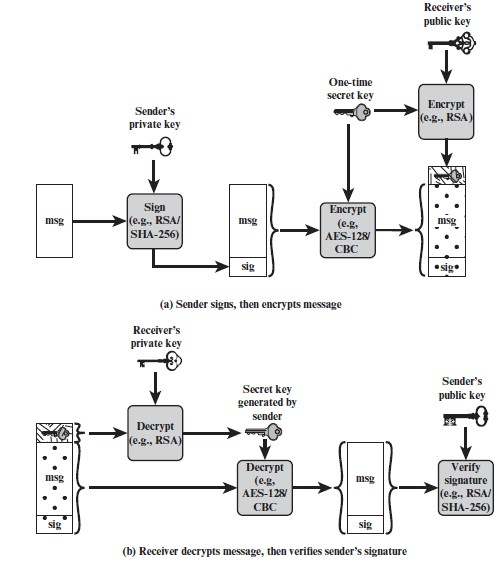 Receiver's
public key
One-time
secret key
Encrypt
(e.g., RSA)
Sender's
private key
msg
Sign
(e.g., RSA/
SHA-256)
msg
sig
Encrypt
(e.g,
AES-128/
CBC
msg
sig
(a) Sender signs, then encrypts message
Receiver's
private key
Decrypt
(e.g., RSA)
Secret key
generated by
sender
Sender's
public key
msg
sig
Decrypt
(e.g,
AES-128/
CBC
msg
sig
Verify
signature
(e.g., RSA/
SHA-256)
(b) Receiver decrypts message, then verifies sender's signature